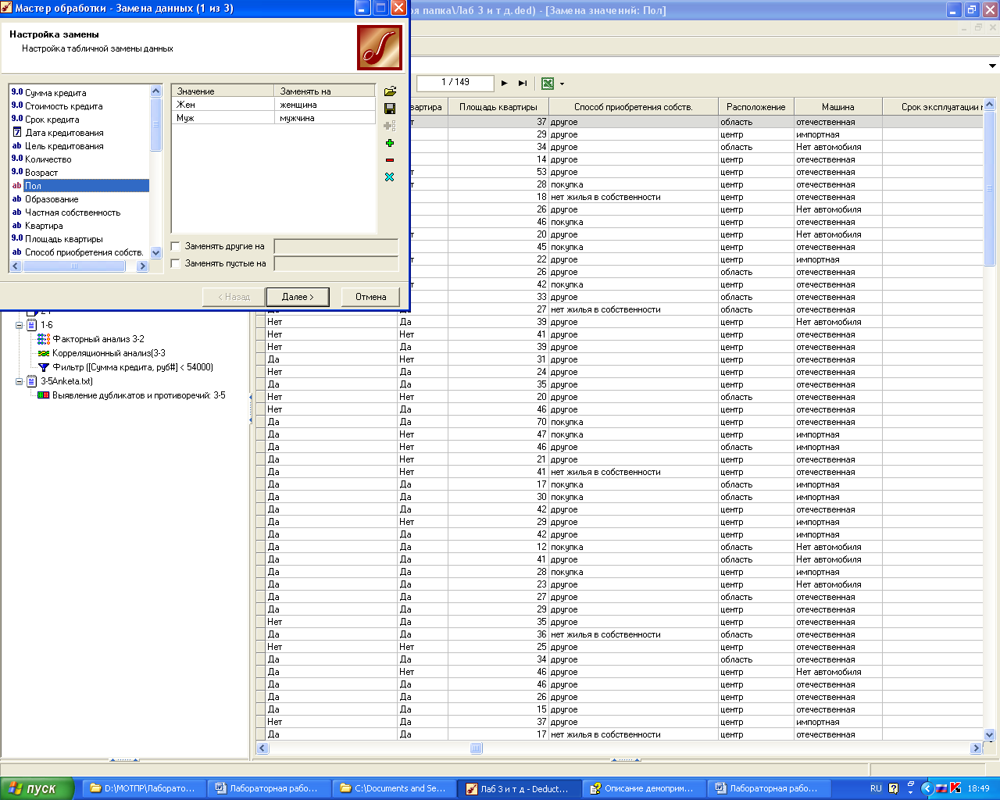 Мастер обработки - Замена данных (1 из 3)
оя папка\Лаб 3 и т д.ded) - [Замена значений: Пол]
Настройка замены
Настройка табличной замены данных
9.0 Сумма кредита
9.0 Стоимость кредита
9.0 Срок кредита
7 Дата кредитования
ab Цель кредитования
9.0 Количество
9.0 Возраст
ab Пол
ab Образование
ab Частная собственность
ab Квартира
9.0 Площадь квартиры
ab Способ приобретения собств.
Значение Заменять на
Жен женщина
Муж мужчина
Заменять другие на
Заменять пустые на
< Назад Далее > Отмена
1-6
Факторный анализ 3-2
Корреляционный анализ(3-3
Фильтр ([Сумма кредита, руб#] < 54000)
3-5Anketa.txt)
Выявление дубликатов и противоречий: 3-5
1 / 149
вартира Площадь квартиры Способ приобретения собств. Расположение Машина Срок эксплуатации м
т 37 другое область отечественная
29 другое центр импортная
34 другое область Нет автомобиля
14 другое центр отечественная
т 53 другое центр отечественная
т 28 покупка центр отечественная
18 нет жилья в собственности центр отечественная
26 другое центр Нет автомобиля
46 покупка центр отечественная
т 20 другое центр Нет автомобиля
45 покупка центр отечественная
т 22 другое центр импортная
26 другое область отечественная
т 42 покупка центр отечественная
33 другое область отечественная
Да Да 27 нет жилья в собственности область отечественная
Нет Да 39 другое центр Нет автомобиля
Нет Нет 41 другое центр отечественная
Нет Да 39 другое центр отечественная
Да Нет 31 другое центр отечественная
Нет Да 24 другое центр отечественная
Да Да 35 другое центр отечественная
Нет Нет 20 другое область отечественная
Нет Да 46 другое центр отечественная
Да Да 70 покупка центр отечественная
Да Нет 47 покупка центр импортная
Да Нет 46 другое область импортная
Да Нет 21 другое центр отечественная
Да Нет 41 нет жилья в собственности центр отечественная
Да Да 17 покупка область импортная
Да Да 30 покупка область импортная
Да Да 42 другое центр отечественная
Да Нет 29 другое центр импортная
Да Да 42 другое центр импортная
Да Да 12 покупка область Нет автомобиля
Да Да 41 другое область Нет автомобиля
Да Да 28 покупка центр импортная
Да Да 23 другое центр Нет автомобиля
Да Да 27 другое область отечественная
Да Да 29 другое центр отечественная
Нет Да 35 другое центр отечественная
Да Да 36 нет жилья в собственности область отечественная
Нет Нет 25 другое центр отечественная
Да Да 34 другое область отечественная
Да Нет 46 другое центр Нет автомобиля
Да Да 46 другое центр отечественная
Да Да 26 другое центр отечественная
Да Да 15 другое центр отечественная
Нет Да 37 другое центр импортная
Да Да 17 нет жилья в собственности центр отечественная
пуск D:\МОТПР\Лаборато... Лабораторная рабо... C:\Documents and Se... Лаб 3 и т д - Deduct... Описание демоприм... Лабораторная рабо... RU 18:49